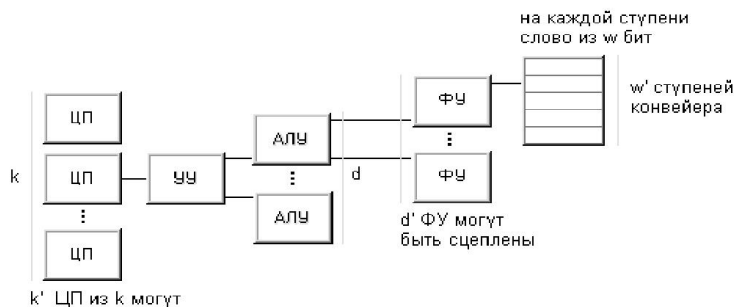 на каждой ступени
слово из w бит
ЦП
ФУ
w' ступеней
конвейера
АЛУ
k
ЦП
УУ
d
ФУ
АЛУ
d' ФУ могут
быть сцеплены
ЦП
k' ЦП из k могут